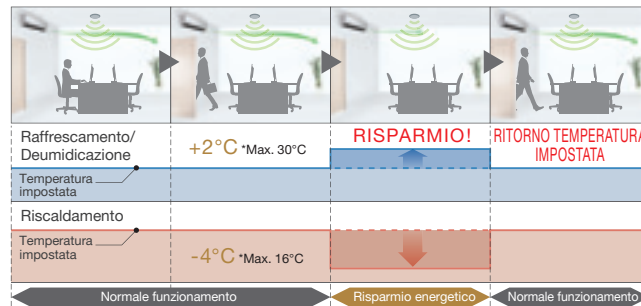 Raffrescamento/
Deumidicazione
+2°C *Max. 30°C
RISPARMIO!
RITORNO TEMPERATURA
IMPOSTATA
Temperatura
impostata
Riscaldamento
Temperatura
impostata
-4°C *Max. 16°C
Normale funzionamento
Risparmio energetico
Normale funzionamento